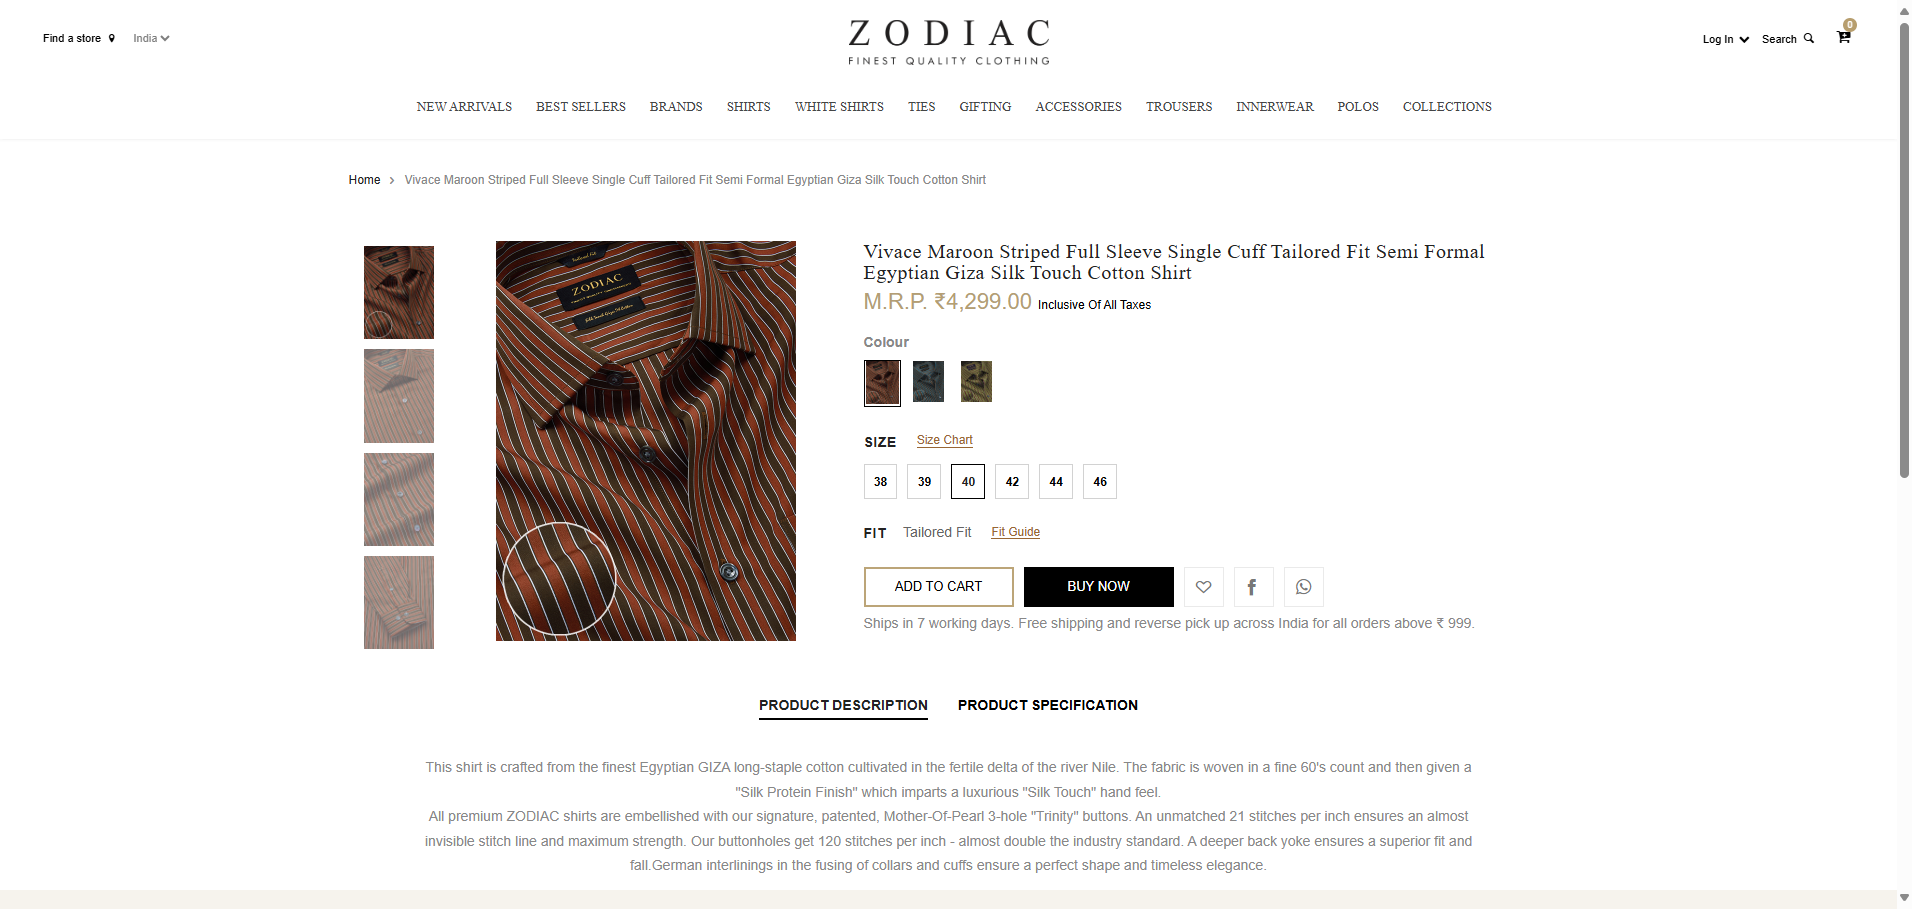 Find a store
India
ZODIAC
FINEST QUALITY CLOTHING
Log In
Search
0
NEW ARRIVALS
BEST SELLERS
BRANDS
SHIRTS
WHITE SHIRTS
TIES
GIFTING
ACCESSORIES
TROUSERS
INNERWEAR
POLOS
COLLECTIONS
Home
Vivace Maroon Striped Full Sleeve Single Cuff Tailored Fit Semi Formal Egyptian Giza Silk Touch Cotton Shirt
Tailored Fit
ZODIAC
Vivace Maroon Striped Full Sleeve Single Cuff Tailored Fit Semi Formal
Egyptian Giza Silk Touch Cotton Shirt
M.R.P. ₹4,299.00 Inclusive Of All Taxes
Colour
SIZE
Size Chart
38
39
40
42
44
46
FIT
Tailored Fit
Fit Guide
ADD TO CART
BUY NOW
Ships in 7 working days. Free shipping and reverse pick up across India for all orders above ₹ 999.
PRODUCT DESCRIPTION
PRODUCT SPECIFICATION
This shirt is crafted from the finest Egyptian GIZA long-staple cotton cultivated in the fertile delta of the river Nile. The fabric is woven in a fine 60's count and then given a
"Silk Protein Finish" which imparts a luxurious "Silk Touch" hand feel.
All premium ZODIAC shirts are embellished with our signature, patented, Mother-Of-Pearl 3-hole "Trinity" buttons. An unmatched 21 stitches per inch ensures an almost
invisible stitch line and maximum strength. Our buttonholes get 120 stitches per inch - almost double the industry standard. A deeper back yoke ensures a superior fit and
fall.German interlinings in the fusing of collars and cuffs ensure a perfect shape and timeless elegance.